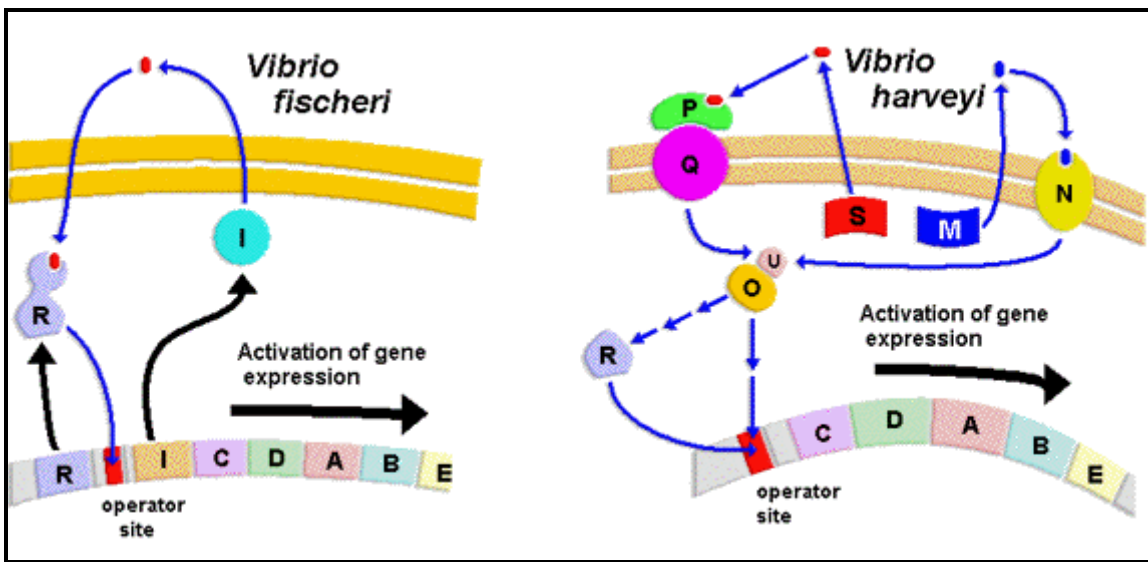 Vibrio
fischeri
I
R
Activation of gene
expression
R
I
C
D
A
B
E
operator
site
Vibrio
harveyi
P
Q
S
M
N
U
O
R
Activation of gene
expression
C
D
A
B
E
operator
site